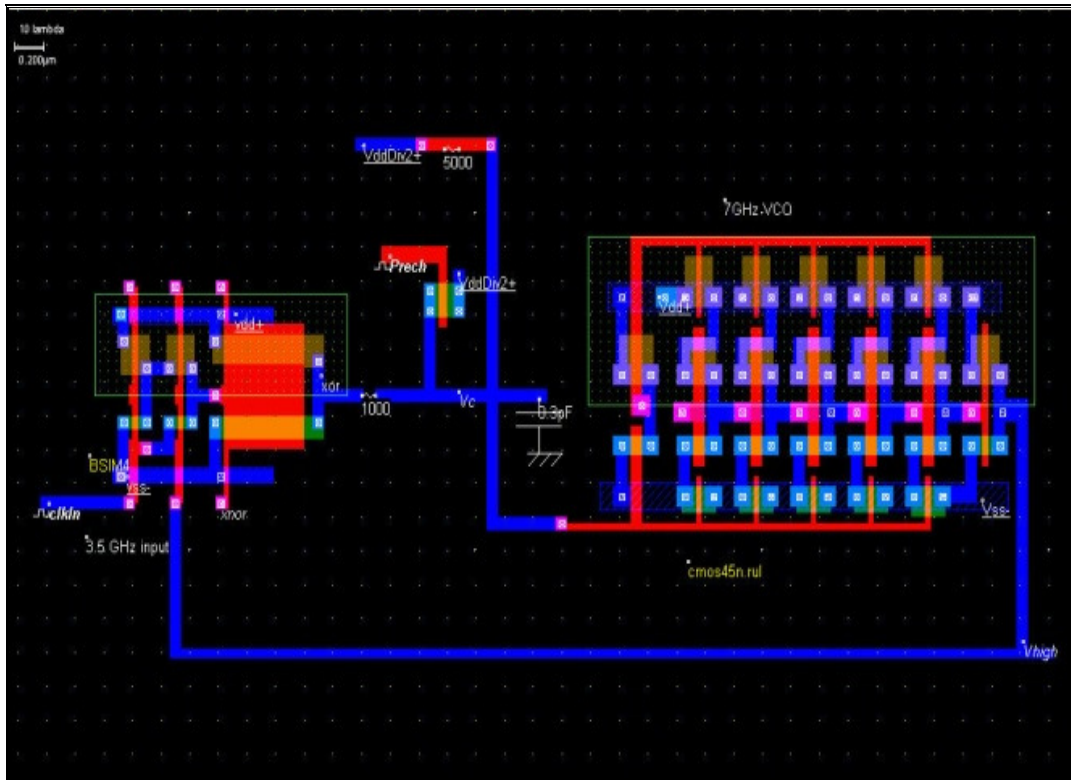 10 lambda
0.200µm
VddDiv2+
5000
7GHz-VCO
Prech
VddDiv2+
Vdd+
Vdd+
xor
1000
Vc
0.3pF
BSIM4
Vss-
clkIn
xnor
Vss-
3.5 GHz input
cmos45n.rul
Vhigh